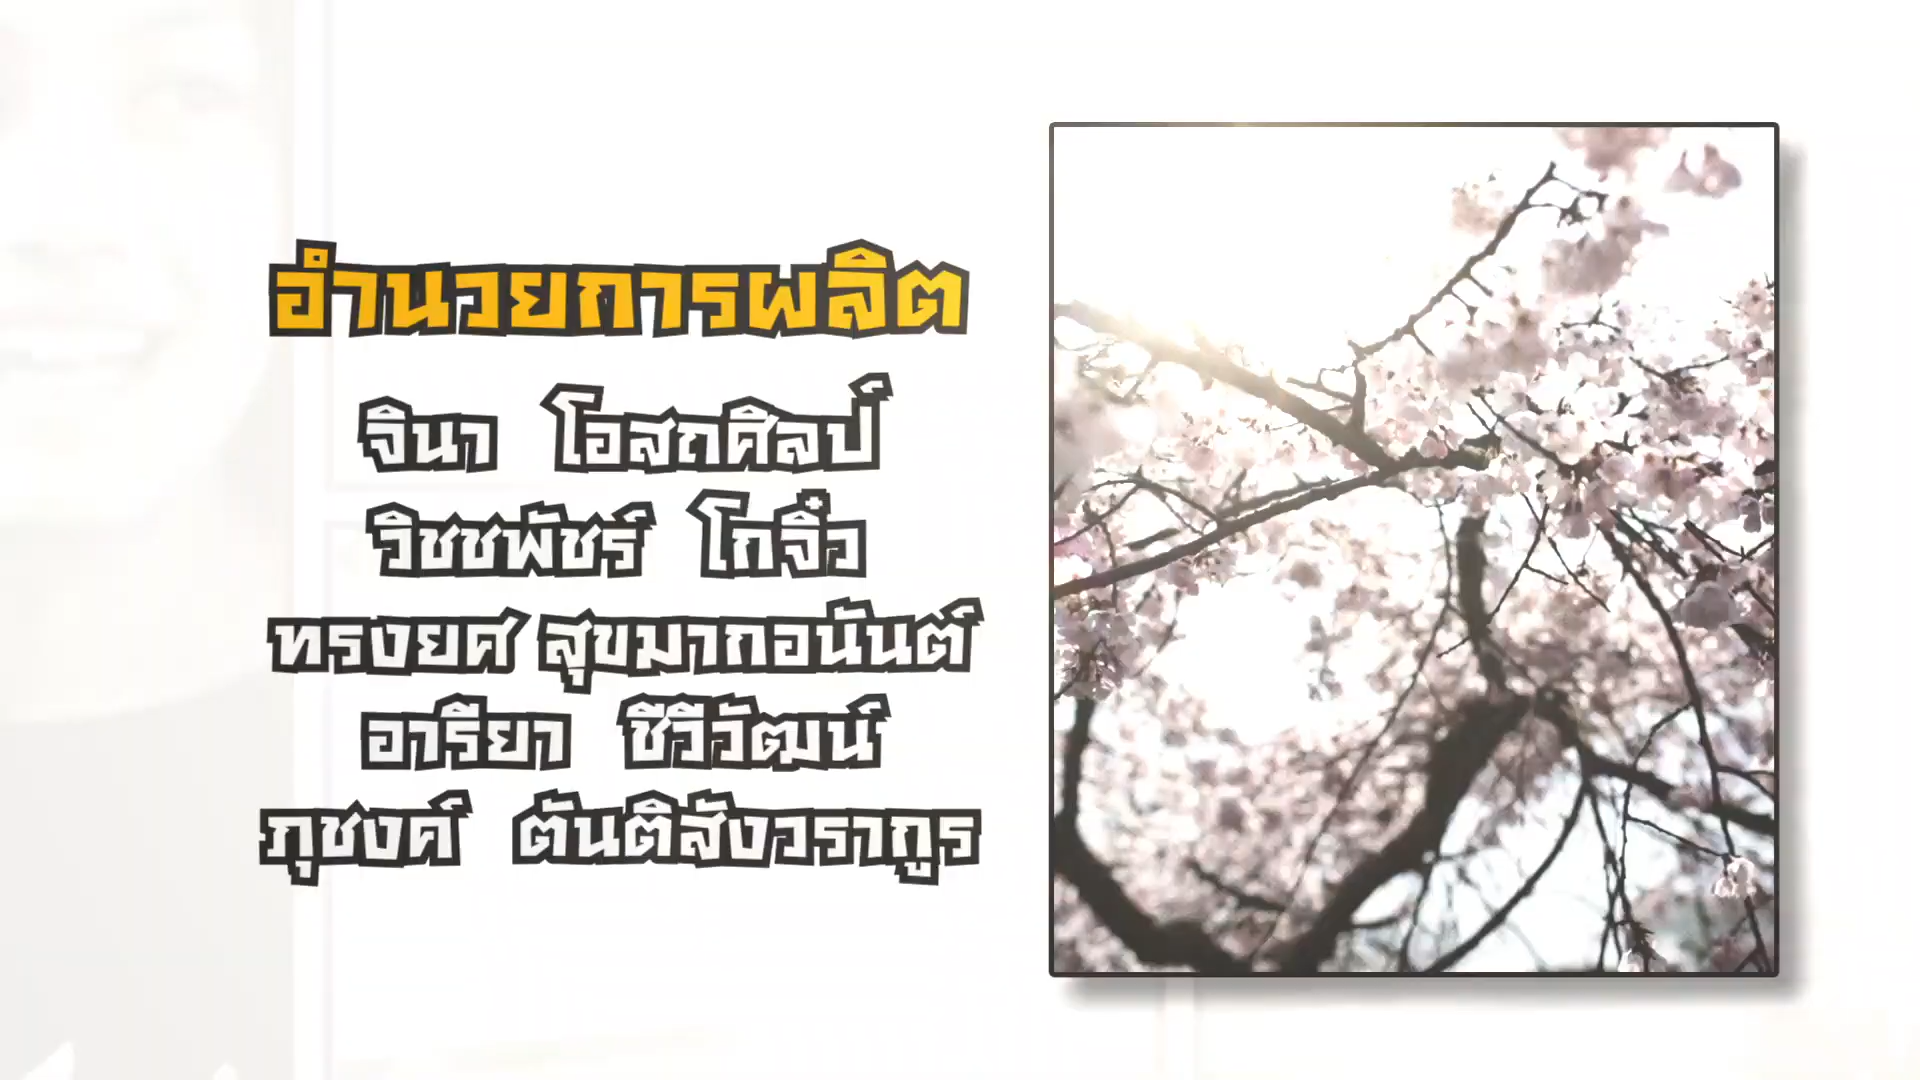 อำนวยการผลิต
จินา โอสถศิลป์
วิชชพัชร์ โกจิ๋ว
ทรงยศ สุขมากอนันต์
อารียา ชีวีวัฒน์
ภุชงค์ ตันติสังวรากูร